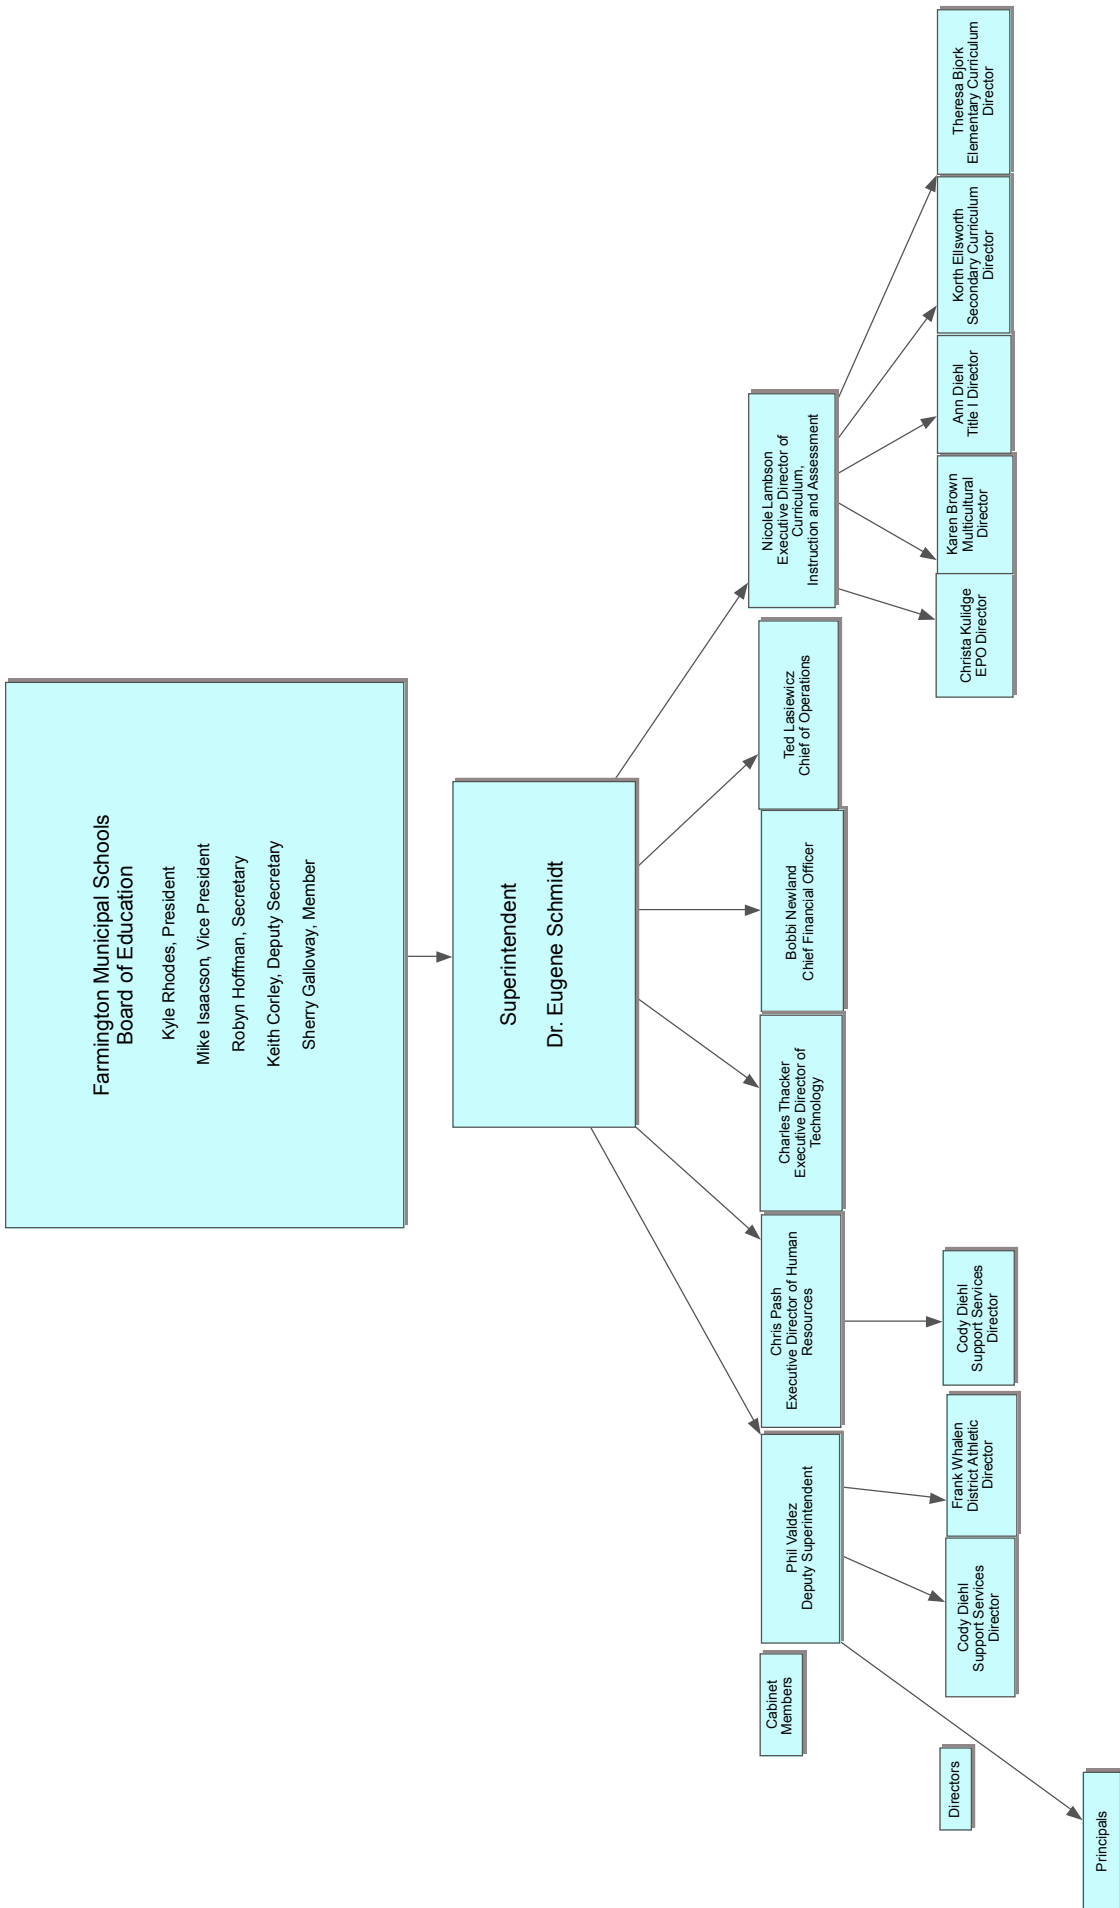 Farmington Municipal Schools
Board of Education
Kyle Rhodes, President
Mike Isaacson, Vice President
Robyn Hoffman, Secretary
Keith Corley, Deputy Secretary
Sherry Galloway, Member
Superintendent
Dr. Eugene Schmidt
Cabinet
Members
Phil Valdez
Deputy Superintendent
Chris Pash
Executive Director of Human
Resources
Charles Thacker
Executive Director of
Technology
Bobbi Newland
Chief Financial Officer
Ted Lasiewicz
Chief of Operations
Nicole Lambson
Executive Director of
Curriculum,
Instruction and Assessment
Directors
Cody Diehl
Support Services
Director
Frank Whalen
District Athletic
Director
Cody Diehl
Support Services
Director
Christa Kulidge
EPO Director
Karen Brown
Multicultural
Director
Ann Diehl
Title I Director
Korth Ellsworth
Secondary Curriculum
Director
Theresa Bjork
Elementary Curriculum
Director
Principals